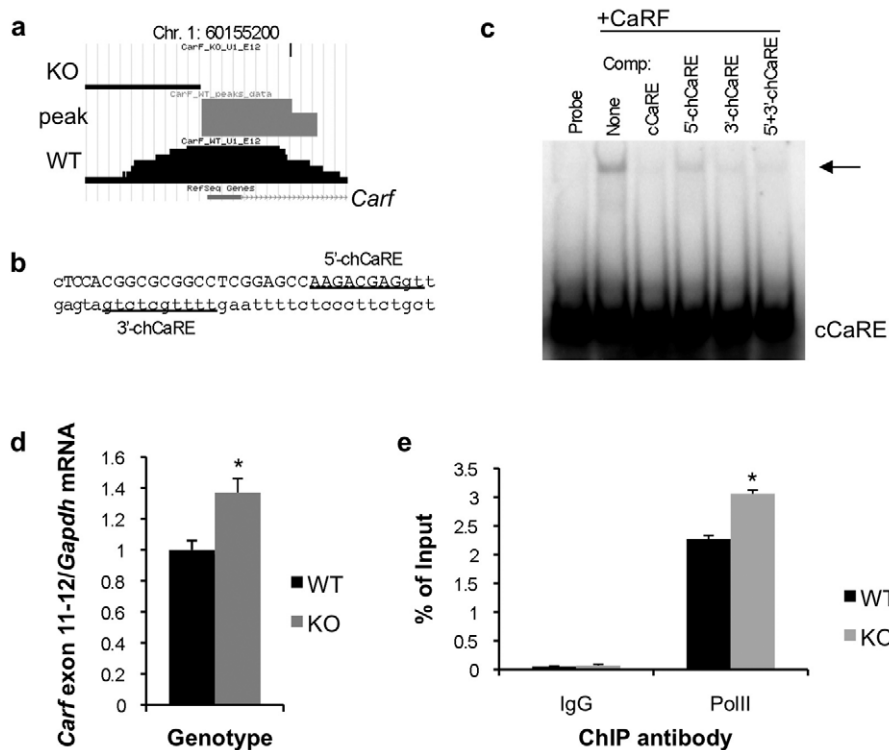 a
Chr. 1: 60155200
CarF_KO_U1_E12
KO
CarF_WT_peaks_data
peak
CarF_WT_U1_E12
WT
RefSeq Genes
Carf
b
5'-chCaRE
cTCCACGGCGCGGCCTCGGAGCCAAGACGAGgtt
gagtagtctcgttttgaattttctcccttctgct
3'-chCaRE
c
+CaRF
Comp:
Probe
None
cCaRE
5'-chCaRE
3'-chCaRE
5'+3'-chCaRE
cCaRE
d
Carf exon 11-12/Gapdh mRNA
1.6
1.4
1.2
1
0.8
0.6
0.4
0.2
0
*
WT
KO
Genotype
e
% of Input
3.5
3
2.5
2
1.5
1
0.5
0
*
WT
KO
IgG
PolII
ChIP antibody